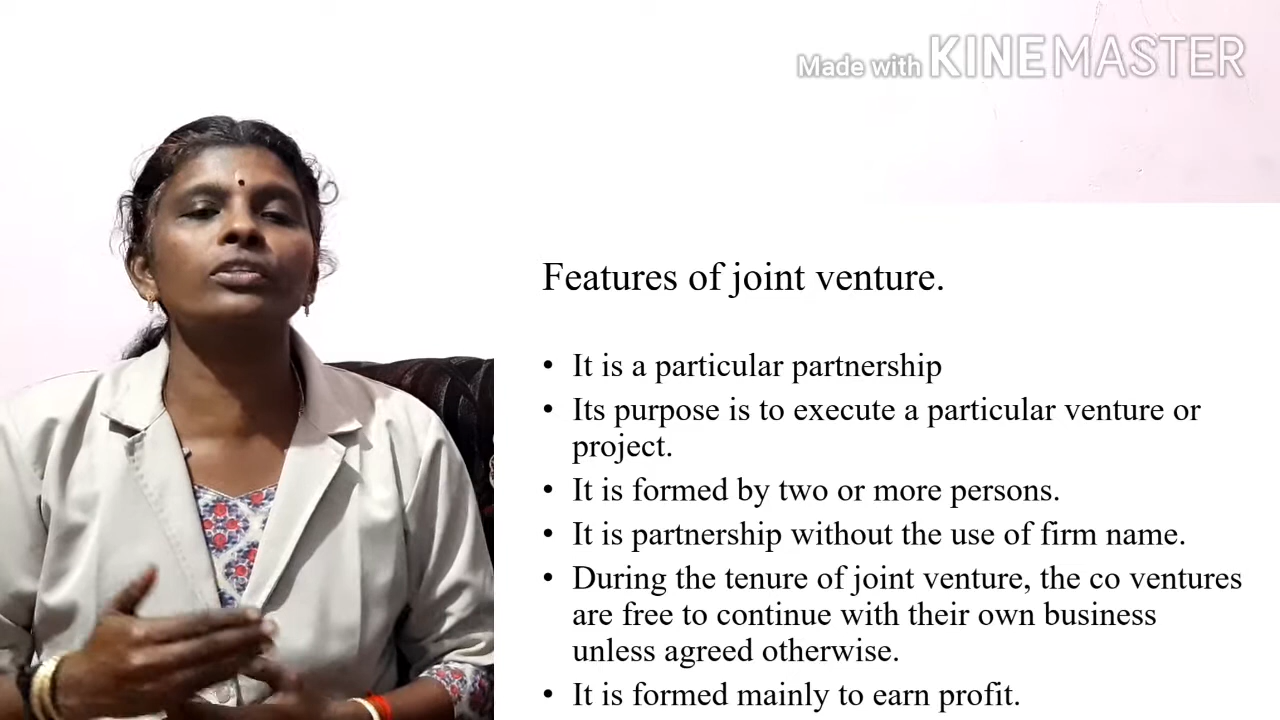 Made with KINEMASTER
Features of joint venture.
• It is a particular partnership
• Its purpose is to execute a particular venture or
project.
• It is formed by two or more persons.
• It is partnership without the use of firm name.
• During the tenure of joint venture, the co ventures
are free to continue with their own business
unless agreed otherwise.
• It is formed mainly to earn profit.